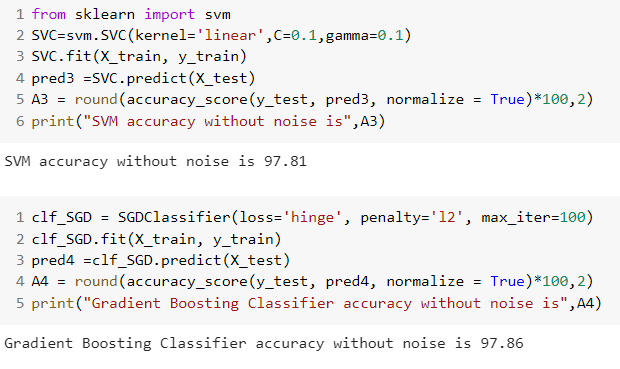 1 from sklearn import svm
2 SVC=svm.SVC(kernel='linear',C=0.1,gamma=0.1)
3 SVC.fit(X_train, y_train)
4 pred3 =SVC.predict(X_test)
5 A3 = round(accuracy_score(y_test, pred3, normalize = True)*100,2)
6 print("SVM accuracy without noise is",A3)
SVM accuracy without noise is 97.81
1 clf_SGD = SGDClassifier(loss='hinge', penalty='l2', max_iter=100)
2 clf_SGD.fit(X_train, y_train)
3 pred4 =clf_SGD.predict(X_test)
4 A4 = round(accuracy_score(y_test, pred4, normalize = True)*100,2)
5 print("Gradient Boosting Classifier accuracy without noise is",A4)
Gradient Boosting Classifier accuracy without noise is 97.86